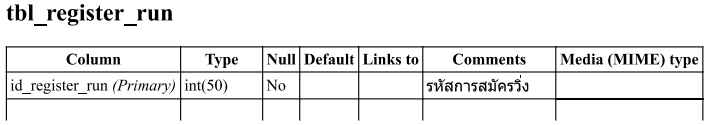 tbl_register_run
Column Type Null Default Links to Comments Media (MIME) type
id_register_run (Primary) int(50) No รหัสการสมัครวิ่ง